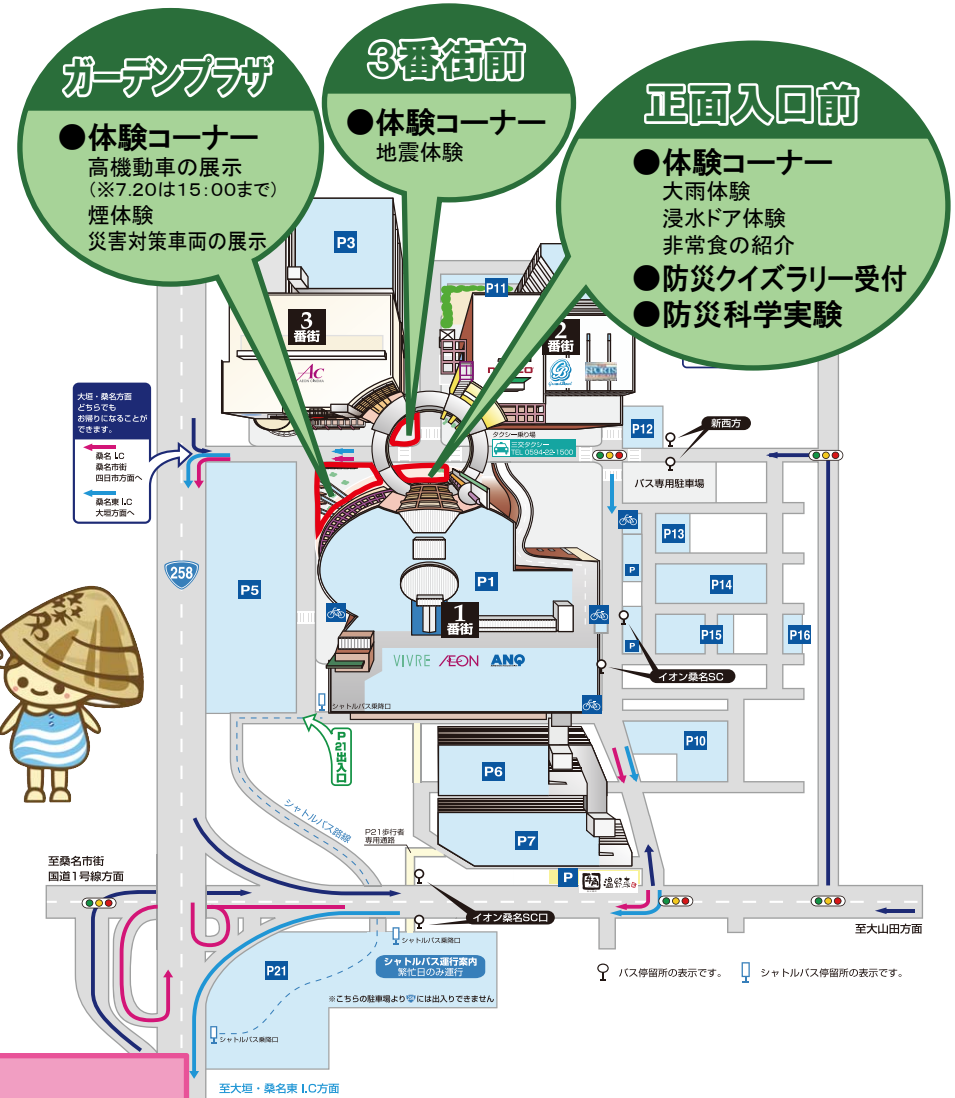 ガーデンプラザ
●体験コーナー
高機動車の展示
(※7.20は15:00まで)
煙体験
災害対策車両の展示
3番街前
●体験コーナー
地震体験
正面入口前
●体験コーナー
大雨体験
浸水ドア体験
非常食の紹介
●防災クイズラリー受付
●防災科学実験
P3
P11
3
番街
AC
AEON CINEMA
2
番街
SPORTS
大垣・桑名方面
どちらでも
お帰りになることが
できます。
桑名 I.C
桑名市街
四日市方面へ
桑名東 I.C
大垣方面へ
タクシー乗り場
三交タクシー
TEL 0594-22-1500
P12
新西方
バス専用駐車場
258
P5
P1
1
番街
VIVRE
ÆON
ANQ
P13
P
P14
P15
P
P16
イオン桑名SC
シャトルバス乗降口
P21出入口
P10
P6
P7
シャトルバス路線
P21歩行者
専用通路
P
温野菜
至桑名市街
国道1号線方面
イオン桑名SC口
至大山田方面
シャトルバス乗降口
P21
シャトルバス運行案内
繁忙日のみ運行
※こちらの駐車場より258には出入りできません
シャトルバス乗降口
バス停留所の表示です。
シャトルバス停留所の表示です。
至大垣・桑名東 I.C方面